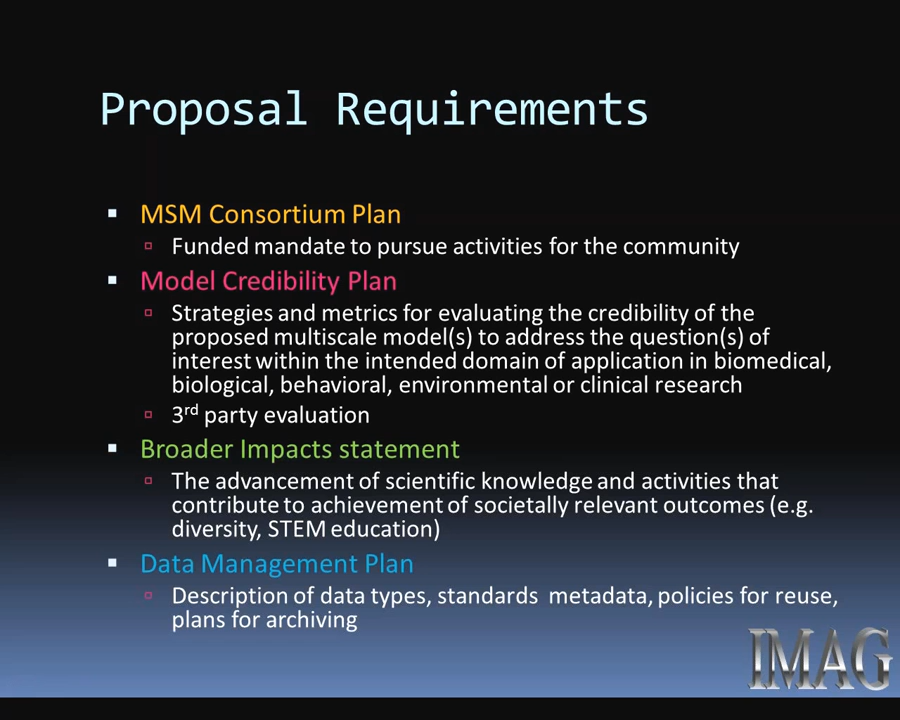 Proposal Requirements
MSM Consortium Plan
Funded mandate to pursue activities for the community
Model Credibility Plan
Strategies and metrics for evaluating the credibility of the
proposed multiscale model(s) to address the question(s) of
interest within the intended domain of application in biomedical,
biological, behavioral, environmental or clinical research
3rd party evaluation
Broader Impacts statement
The advancement of scientific knowledge and activities that
contribute to achievement of societally relevant outcomes (e.g.
diversity, STEM education)
Data Management Plan
Description of data types, standards  metadata, policies for reuse,
plans for archiving
IMAG